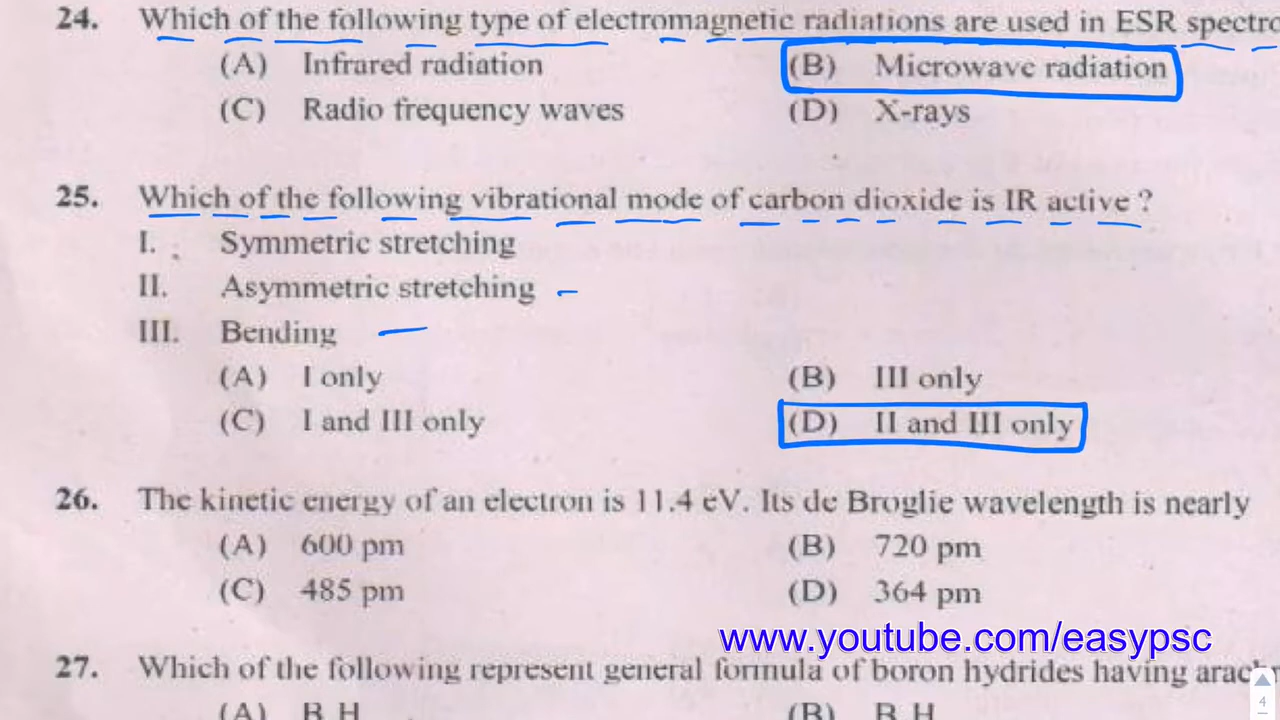 24. Which of the following type of electromagnetic radiations are used in ESR
(A) Infrared radiation (B) Microwave radiation
(C) Radio frequency waves (D) X-rays
25. Which of the following vibrational mode of carbon dioxide is IR active ?
I. Symmetric stretching
II. Asymmetric stretching
III. Bending
(A) I only (B) III only
(C) I and III only (D) II and III only
26. The kinetic energy of an electron is 11.4 eV. Its de Broglie wavelength is nearly
(A) 600 pm (B) 720 pm
(C) 485 pm (D) 364 pm
www.youtube.com/easypsc
27. Which of the following represent general formula of boron hydrides having
4
(A) B H (B) B H